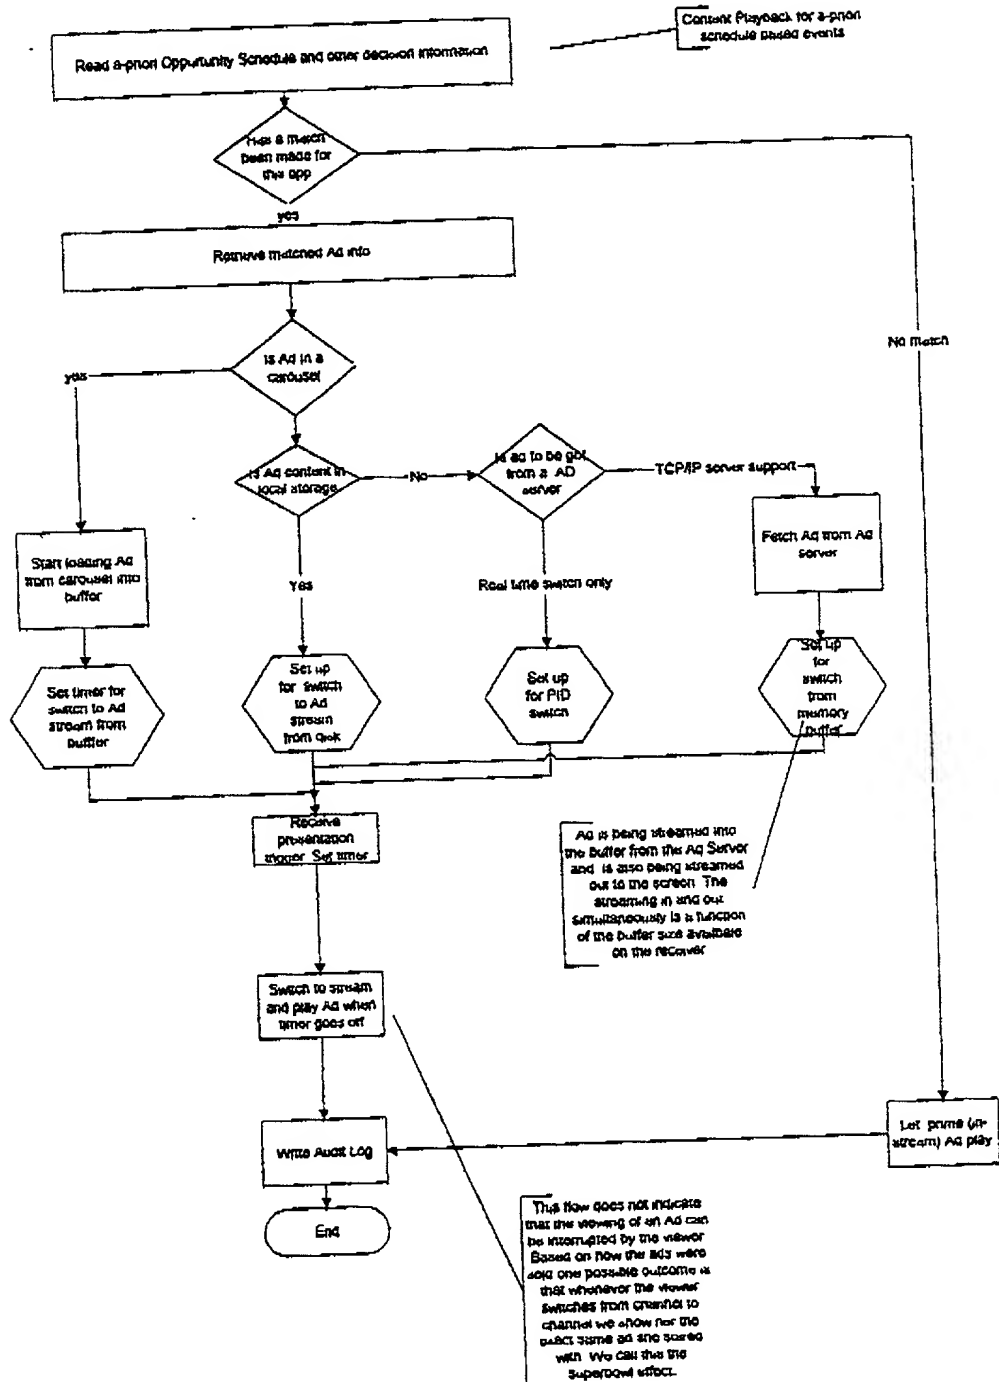 Content Playback for a-priori
schedule based events
Read a-priori Opportunity Schedule and other decision information
Has a match
been made for
this opp
yes
Retrieve matched Ad info
No match
Is Ad in a
carousel
yes
Is Ad content in
local storage
No
Is ad to be got
from a AD
server
TCP/IP server support
Start loading Ad
from carousel into
buffer
Yes
Real time switch only
Fetch Ad from Ad
server
Set timer for
switch to Ad
stream from
buffer
Set up
for switch
to Ad
stream
from disk
Set up
for PID
switch
Set up
for
switch
from
memory
buffer
Receive
presentation
trigger Set timer
Ad is being streamed into
the buffer from the Ad Server
and is also being streamed
out to the screen The
streaming in and out
simultaneously is a function
of the buffer size available
on the receiver
Switch to stream
and play Ad when
timer goes off
Let prime (in-
stream) Ad play
Write Audit Log
End
This flow does not indicate
that the viewing of an Ad can
be interrupted by the viewer
Based on how the ads were
sold one possible outcome is
that whenever the viewer
switches from channel to
channel we show her the
exact same ad she started
with We call this the
Superbowl effect.